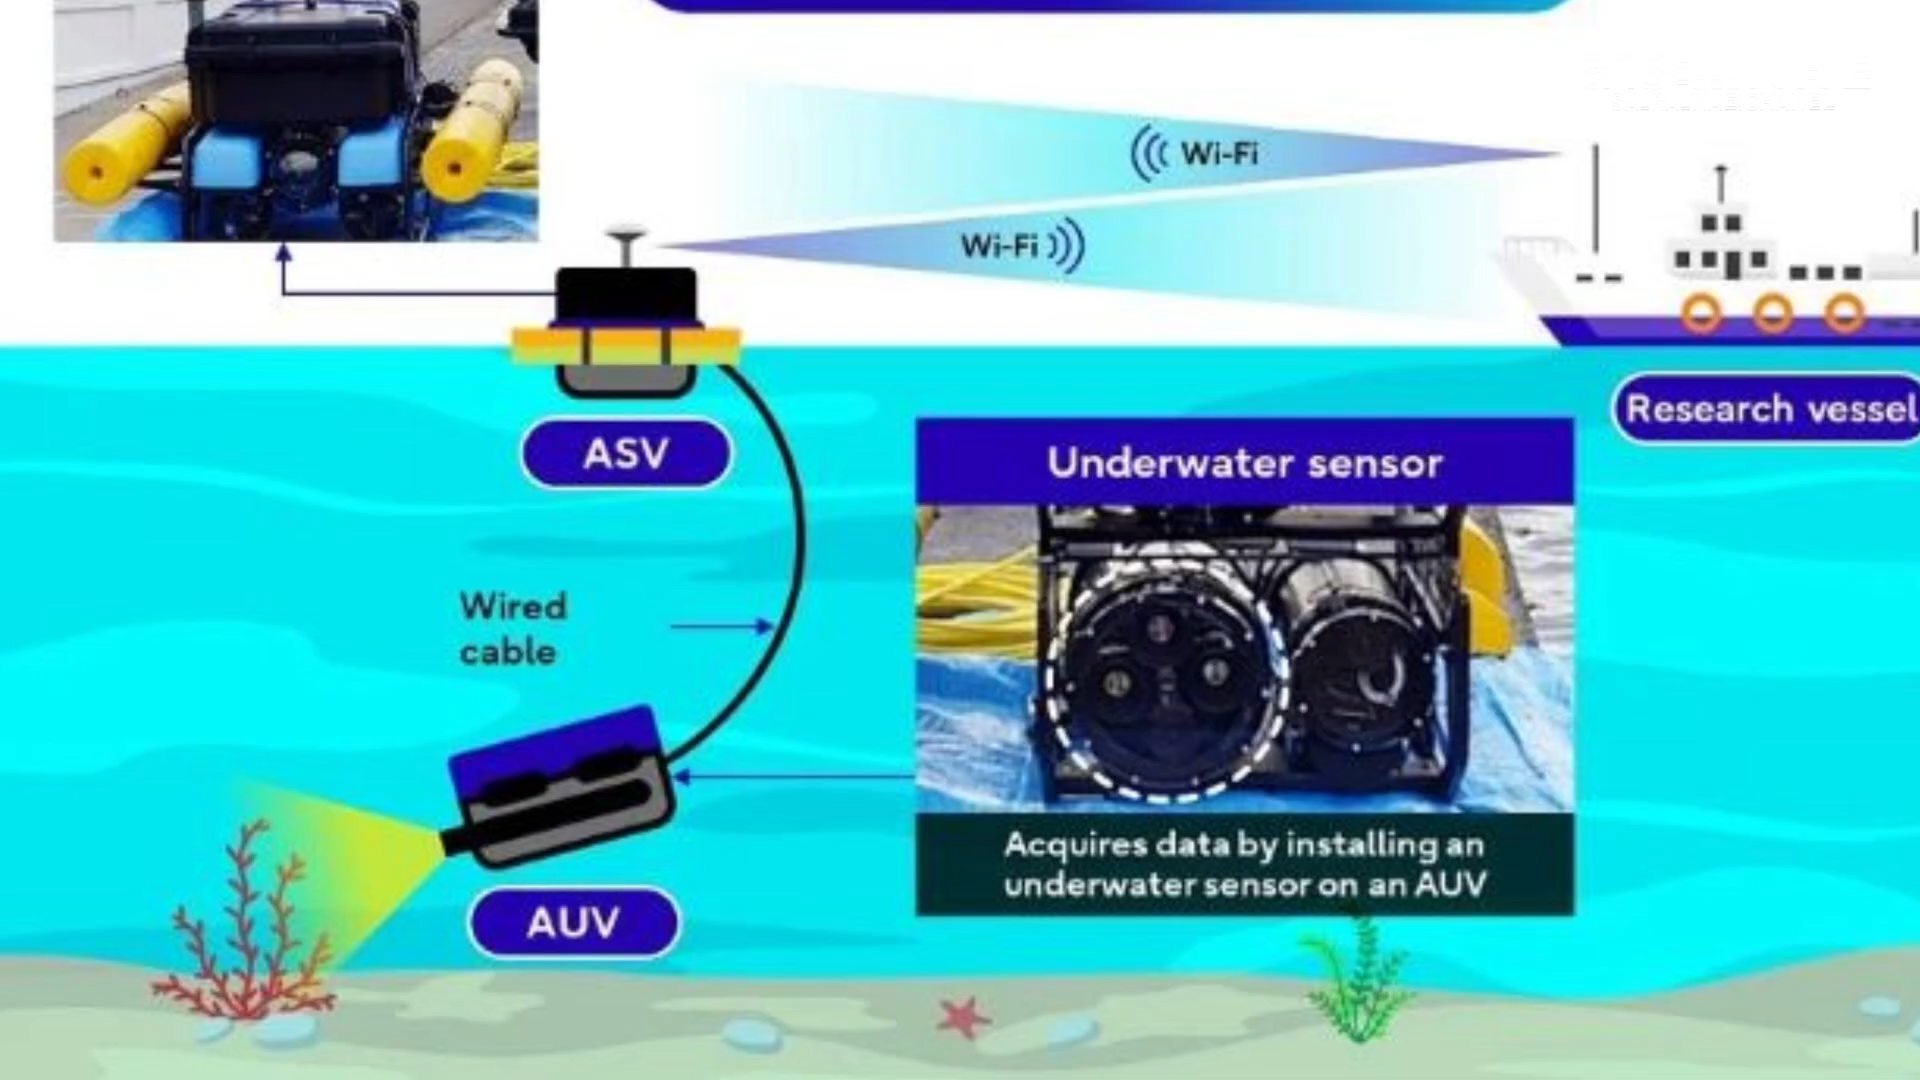 Wi-Fi
Wi-Fi
ASV
Research vessel
Underwater sensor
Wired
cable
Acquires data by installing an
underwater sensor on an AUV
AUV